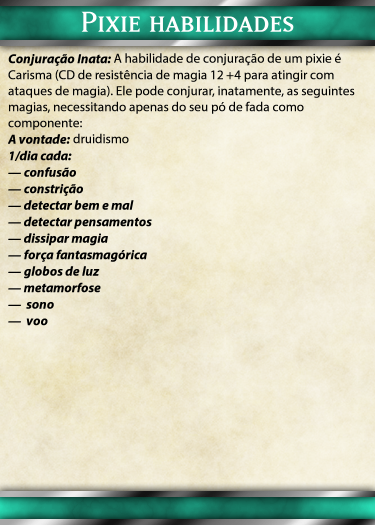 Pixie habilidades
Conjuração Inata: A habilidade de conjuração de um pixie é
Carisma (CD de resistência de magia 12 +4 para atingir com
ataques de magia). Ele pode conjurar, inatamente, as seguintes
magias, necessitando apenas do seu pó de fada como
componente:
A vontade: druidismo
1/dia cada:
— confusão
— constrição
— detectar bem e mal
— detectar pensamentos
— dissipar magia
— força fantasmagórica
— globos de luz
— metamorfose
— sono
— voo